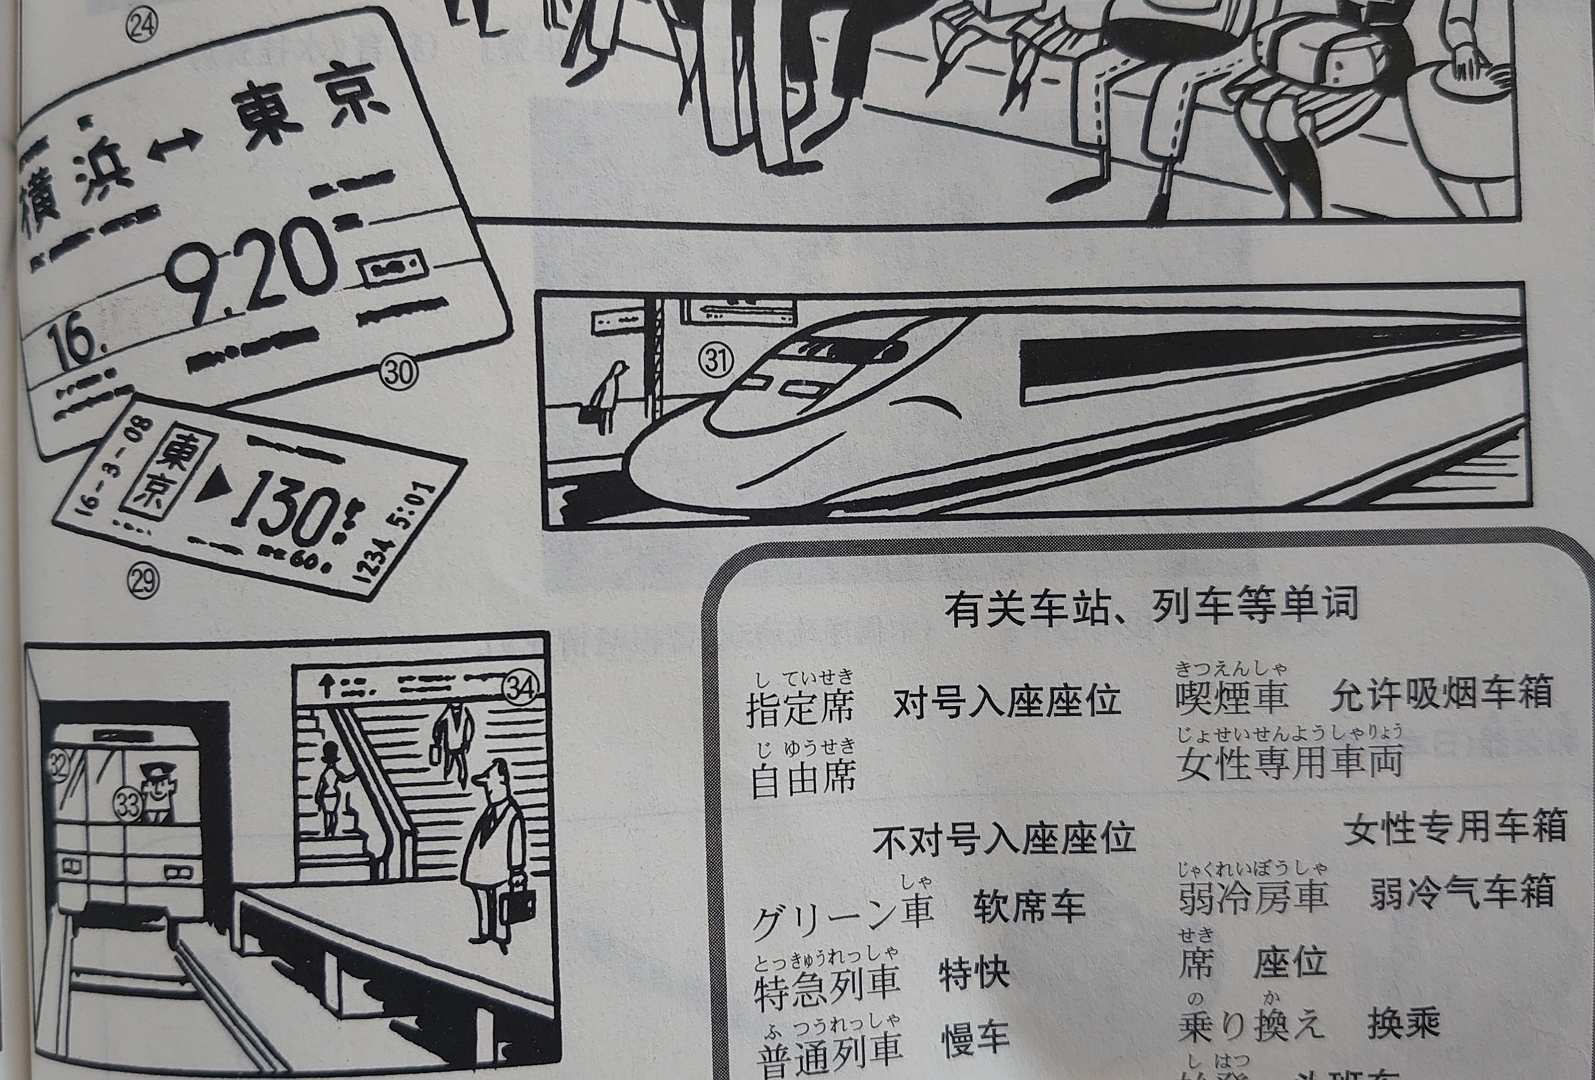 ㉔
横浜↔東京
9.20
16.
㉚
16-3-08
東京
▶130
60
1234 5:01
㉙
㉛
㉜
㉝
↑
㉞
有关车站、列车等单词
していせき
指定席 对号入座座位
じゆうせき
自由席
不对号入座座位
しゃ
グリーン車 软席车
とっきゅうれっしゃ
特急列車 特快
ふつうれっしゃ
普通列車 慢车
きつえんしゃ
喫煙車 允许吸烟车箱
じょせいせんようしゃりょう
女性専用車両
女性专用车箱
じゃくれいぼうしゃ
弱冷房車 弱冷气车箱
せき
席 座位
の か
乗り換え 换乘
しはつ